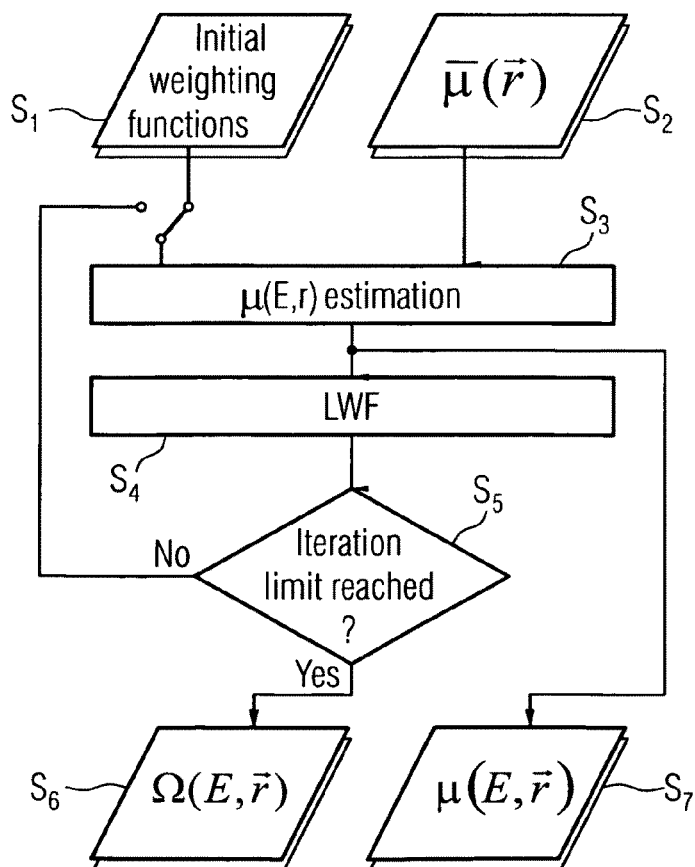 Initial
weighting
functions
μ̅(r⃗)
S₁
S₂
S₃
μ(E,r) estimation
LWF
S₄
S₅
No
Iteration
limit reached
?
Yes
S₆
Ω(E,r⃗)
μ(E,r⃗)
S₇